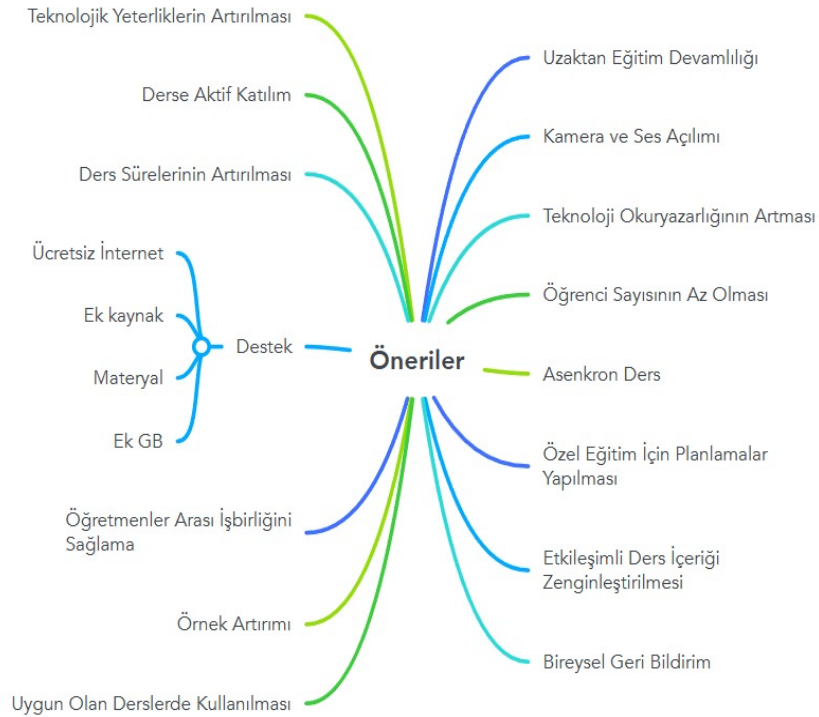 Teknolojik Yeterliklerin Artırılması
Derse Aktif Katılım
Ders Sürelerinin Artırılması
Ücretsiz İnternet
Ek kaynak
Materyal
Ek GB
Destek
Öğretmenler Arası İşbirliğini
Sağlama
Örnek Artırımı
Uygun Olan Derslerde Kullanılması
Öneriler
Uzaktan Eğitim Devamlılığı
Kamera ve Ses Açılımı
Teknoloji Okuryazarlığının Artması
Öğrenci Sayısının Az Olması
Asenkron Ders
Özel Eğitim İçin Planlamalar
Yapılması
Etkileşimli Ders İçeriği
Zenginleştirilmesi
Bireysel Geri Bildirim